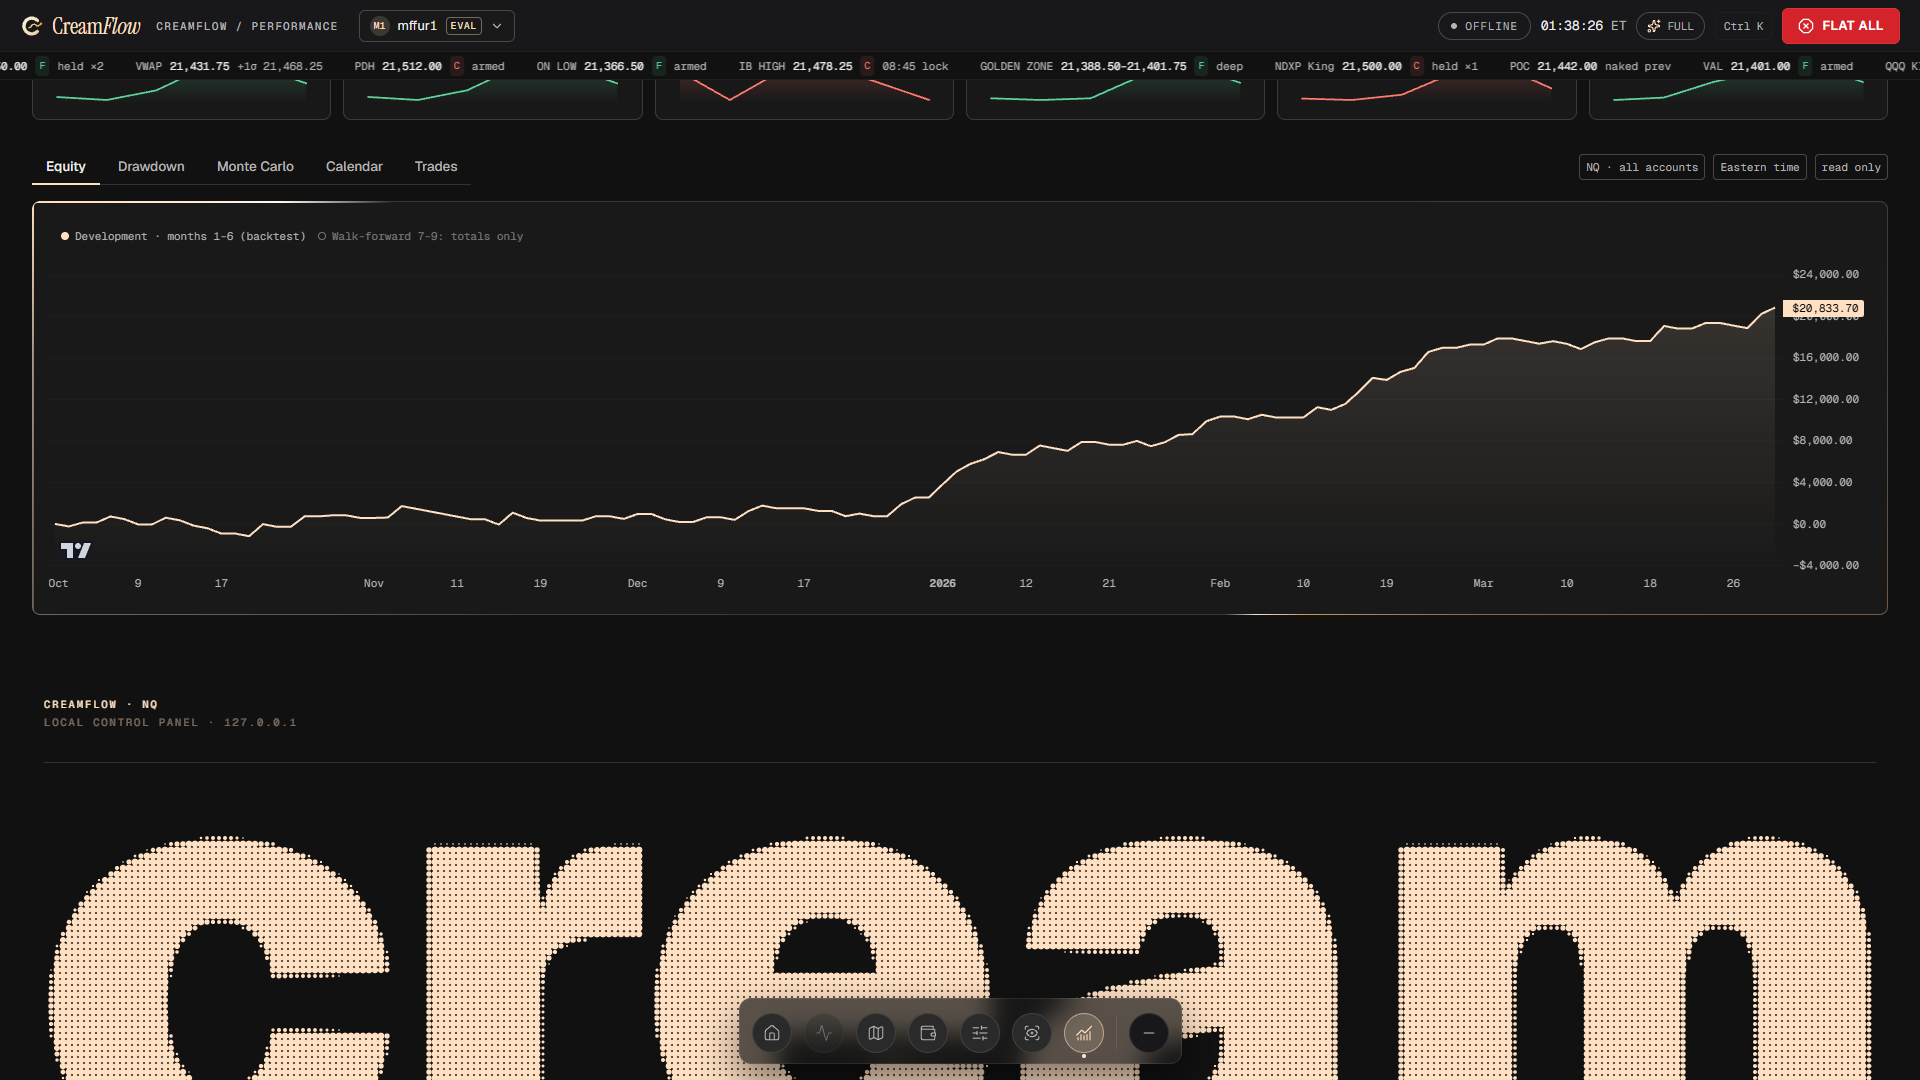 CreamFlow CREAMFLOW / PERFORMANCE M1 mffur1 EVAL OFFLINE 01:38:26 ET FULL Ctrl K FLAT ALL
0.00 F held ×2 VWAP 21,431.75 +1σ 21,468.25 PDH 21,512.00 C armed ON LOW 21,366.50 F armed IB HIGH 21,478.25 C 08:45 lock GOLDEN ZONE 21,388.50–21,401.75 F deep NDXP King 21,500.00 C held ×1 POC 21,442.00 naked prev VAL 21,401.00 F armed QQQ K
Equity Drawdown Monte Carlo Calendar Trades NQ · all accounts Eastern time read only
Development · months 1–6 (backtest) Walk-forward 7–9: totals only
$24,000.00
$20,833.70
$20,000.00
$16,000.00
$12,000.00
$8,000.00
$4,000.00
$0.00
−$4,000.00
Oct 9 17 Nov 11 19 Dec 9 17 2026 12 21 Feb 10 19 Mar 10 18 26
CREAMFLOW · NQ
LOCAL CONTROL PANEL · 127.0.0.1
cream